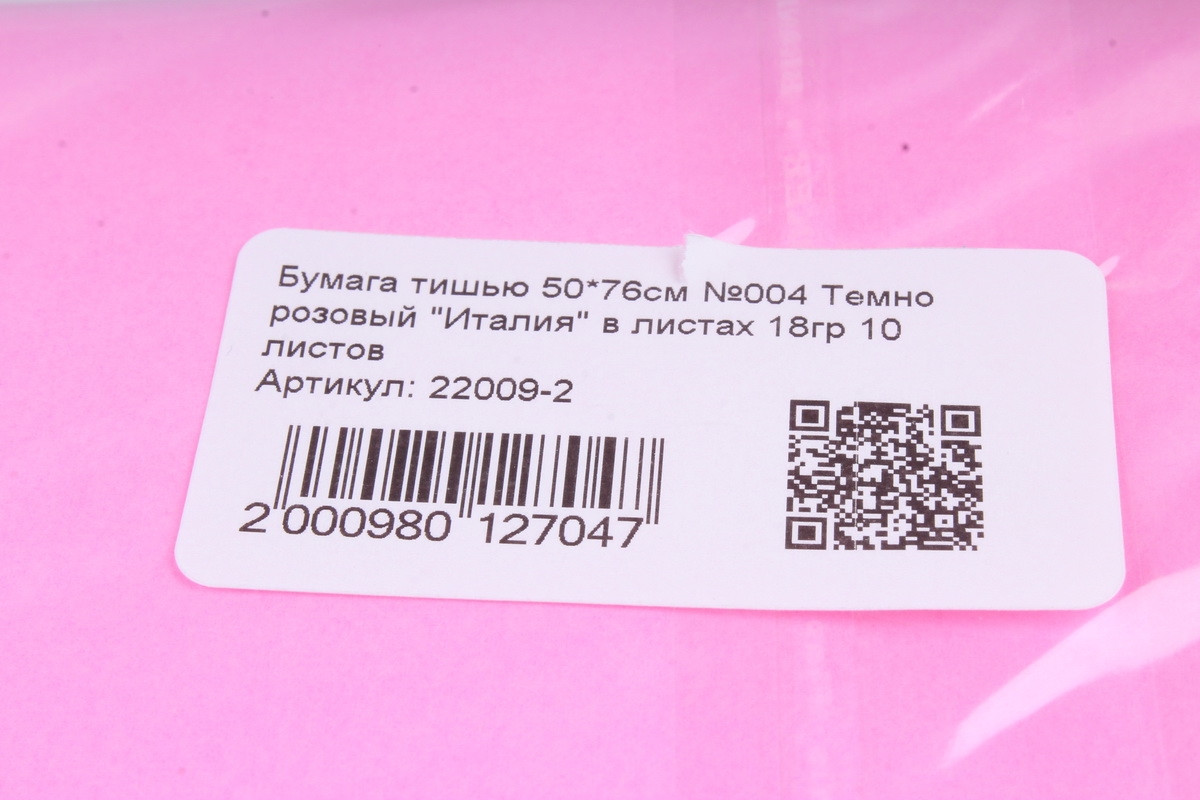 Бумага тишью 50*76см №004 Темно
розовый "Италия" в листах 18гр 10
листов
Артикул: 22009-2
2 000980 127047